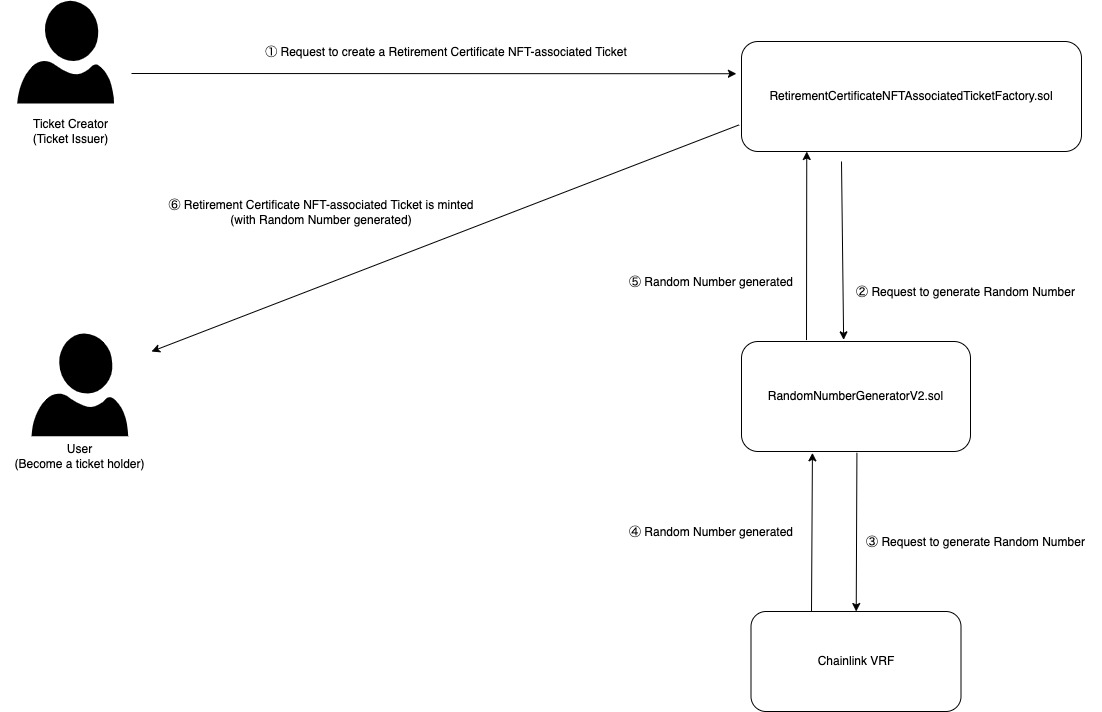 ① Request to create a Retirement Certificate NFT-associated Ticket
RetirementCertificateNFTAssociatedTicketFactory.sol
Ticket Creator
(Ticket Issuer)
⑥ Retirement Certificate NFT-associated Ticket is minted
(with Random Number generated)
⑤ Random Number generated
② Request to generate Random Number
RandomNumberGeneratorV2.sol
User
(Become a ticket holder)
④ Random Number generated
③ Request to generate Random Number
Chainlink VRF